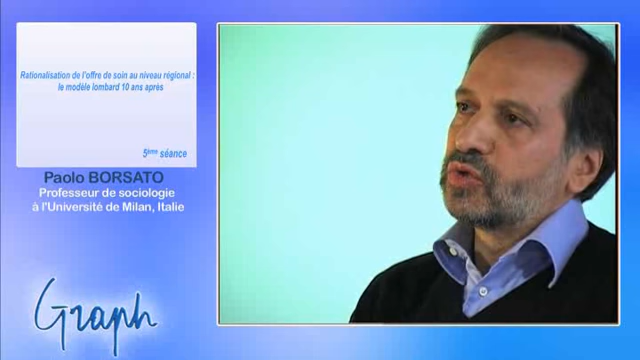 Rationalisation de l'offre de soin au niveau régional :
le modèle lombard 10 ans après
5ème séance
Paolo BORSATO
Professeur de sociologie
à l'Université de Milan, Italie
Graph